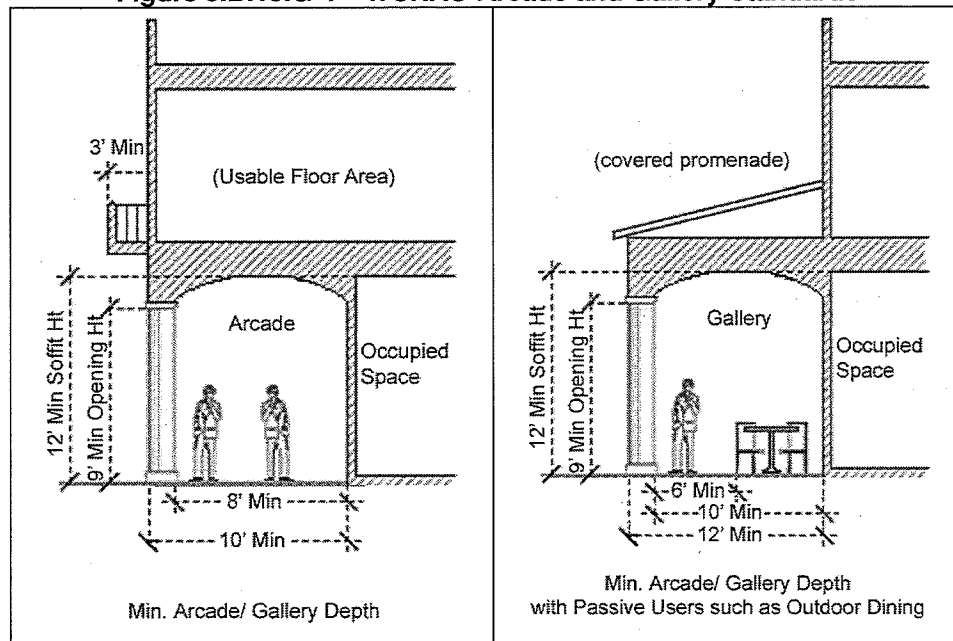 3' Min
(Usable Floor Area)
12' Min Soffit Ht
9' Min Opening Ht
Arcade
Occupied
Space
8' Min
10' Min
Min. Arcade/ Gallery Depth
(covered promenade)
12' Min Soffit Ht
9' Min Opening Ht
Gallery
Occupied
Space
6' Min
10' Min
12' Min
Min. Arcade/ Gallery Depth
with Passive Users such as Outdoor Dining